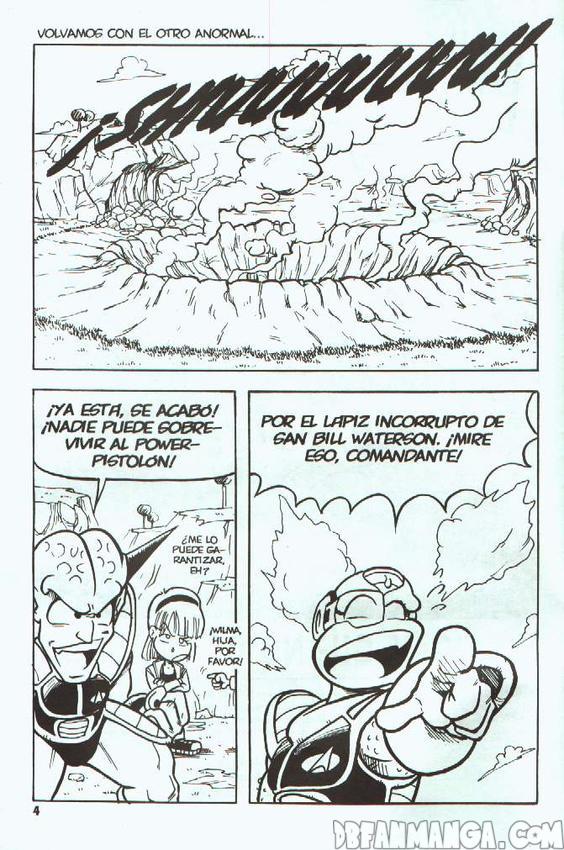 VOLVAMOS CON EL OTRO ANORMAL...
¡YA ESTÁ, SE ACABÓ!
¡NADIE PUEDE SOBRE-
VIVIR AL POWER-
PISTOLÓN!
¿ME LO
PUEDE GA-
RANTIZAR,
EH?
¡WILMA,
HIJA,
POR
FAVOR!
POR EL LÁPIZ INCORRUPTO DE
SAN BILL WATERSON. ¡MIRE
ESO, COMANDANTE!
4
DBFANMANGA.COM